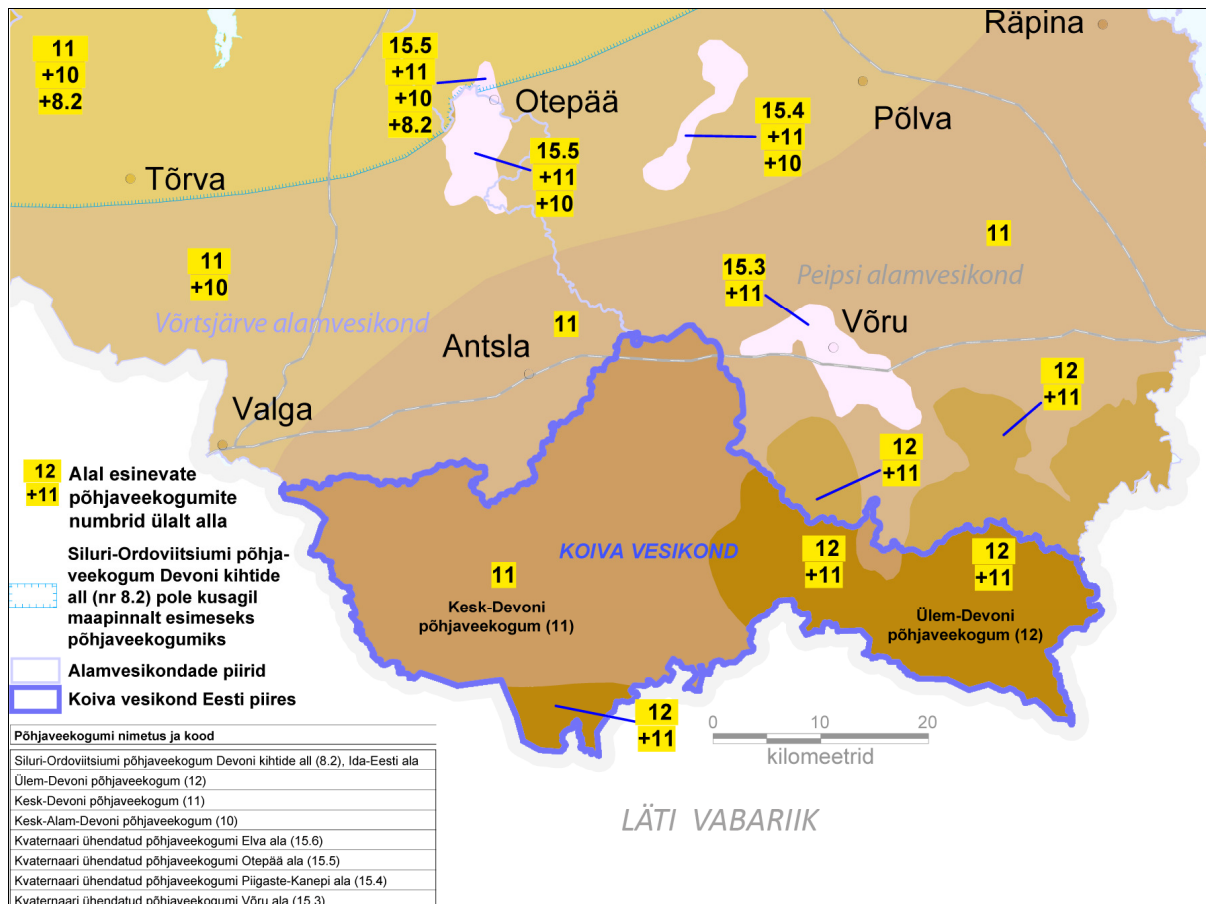 Räpina
11
+10
+8.2
15.5
+11
+10
+8.2
Otepää
15.4
+11
+10
Põlva
15.5
+11
+10
Tõrva
11
11
+10
15.3
+11
Peipsi alamvesikond
Võrtsjärve alamvesikond
11
Võru
Antsla
12
+11
Valga
12
+11
12
+11
Alal esinevate
põhjaveekogumite
numbrid ülalt alla
KOIVA VESIKOND
12
+11
12
+11
Siluri-Ordoviitsiumi põhja-
veekogum Devoni kihtide
all (nr 8.2) pole kusagil
maapinnalt esimeseks
põhjaveekogumiks
11
Kesk-Devoni
põhjaveekogum (11)
Ülem-Devoni
põhjaveekogum (12)
Alamvesikondade piirid
Koiva vesikond Eesti piires
12
+11
0 10 20
kilomeetrid
Põhjaveekogumi nimetus ja kood
Siluri-Ordoviitsiumi põhjaveekogum Devoni kihtide all (8.2), Ida-Eesti ala
Ülem-Devoni põhjaveekogum (12)
Kesk-Devoni põhjaveekogum (11)
Kesk-Alam-Devoni põhjaveekogum (10)
Kvaternaari ühendatud põhjaveekogumi Elva ala (15.6)
Kvaternaari ühendatud põhjaveekogumi Otepää ala (15.5)
Kvaternaari ühendatud põhjaveekogumi Piigaste-Kanepi ala (15.4)
Kvaternaari ühendatud põhjaveekogumi Võru ala (15.3)
LÄTI VABARIIK